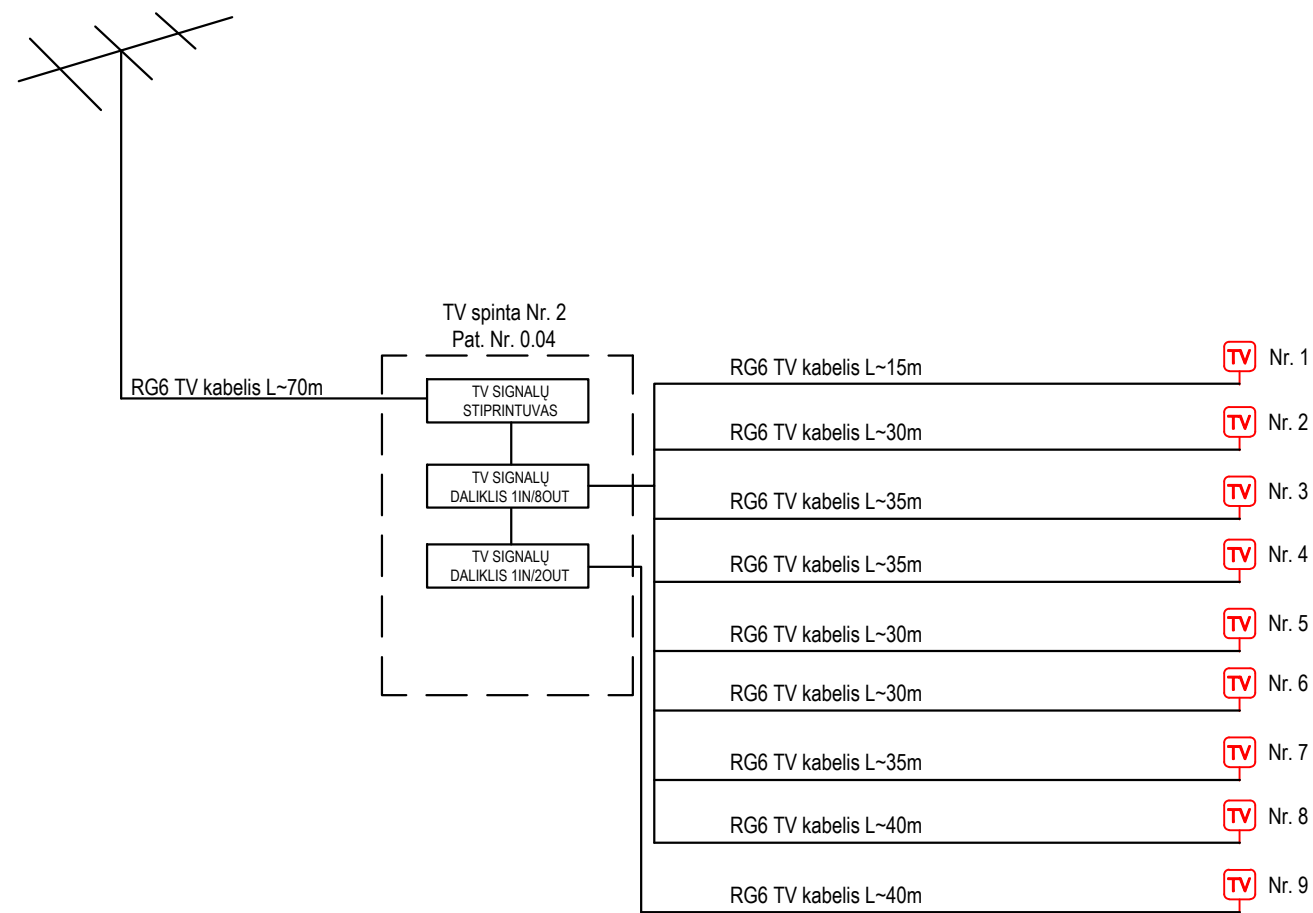 TV spinta Nr. 2
Pat. Nr. 0.04
RG6 TV kabelis L~70m
TV SIGNALŲ
STIPRINTUVAS
TV SIGNALŲ
DALIKLIS 1IN/8OUT
TV SIGNALŲ
DALIKLIS 1IN/2OUT
RG6 TV kabelis L~15m
TV Nr. 1
RG6 TV kabelis L~30m
TV Nr. 2
RG6 TV kabelis L~35m
TV Nr. 3
RG6 TV kabelis L~35m
TV Nr. 4
RG6 TV kabelis L~30m
TV Nr. 5
RG6 TV kabelis L~30m
TV Nr. 6
RG6 TV kabelis L~35m
TV Nr. 7
RG6 TV kabelis L~40m
TV Nr. 8
RG6 TV kabelis L~40m
TV Nr. 9